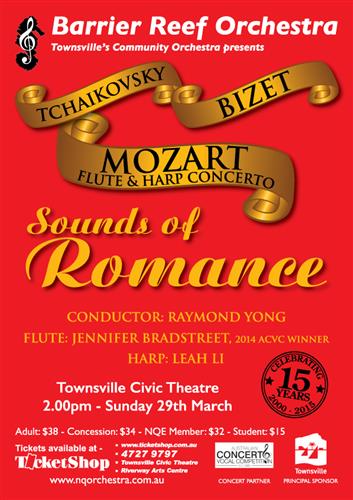 Barrier Reef Orchestra
Townsville's Community Orchestra presents
TCHAIKOVSKY
BIZET
MOZART
FLUTE & HARP CONCERTO
Sounds of
Romance
CONDUCTOR: RAYMOND YONG
FLUTE: JENNIFER BRADSTREET, 2014 ACVC WINNER
HARP: LEAH LI
CELEBRATING
15
YEARS
2000 - 2015
Townsville Civic Theatre
2.00pm - Sunday 29th March
Adult: $38 - Concession: $34 - NQE Member: $32 - Student: $15
Tickets available at -
TicketShop
• www.ticketshop.com.au
• 4727 9797
• Townsville Civic Theatre
• Riverway Arts Centre
www.nqorchestra.com.au
AUSTRALIAN
CONCERTO
VOCAL COMPETITION
CONCERT PARTNER
Townsville
PRINCIPAL SPONSOR